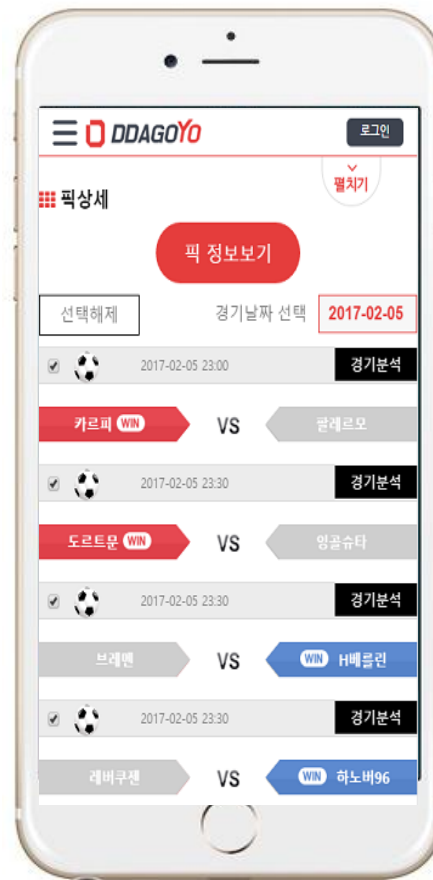 DDAGOYO 로그인
펼치기
픽상세
픽 정보보기
선택해제 경기날짜 선택 2017-02-05
2017-02-05 23:00 경기분석
카르피 WIN VS 팔레르모
2017-02-05 23:30 경기분석
도르트문 WIN VS 잉골슈타
2017-02-05 23:30 경기분석
브레멘 VS WIN H베를린
2017-02-05 23:30 경기분석
레버쿠젠 VS WIN 하노버96